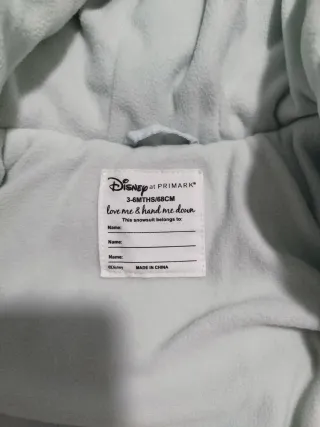 Disney at PRIMARK®
3-6MTHS/68CM
love me & hand me down
This snowsuit belongs to:
Name:
Name:
Name:
©Disney MADE IN CHINA